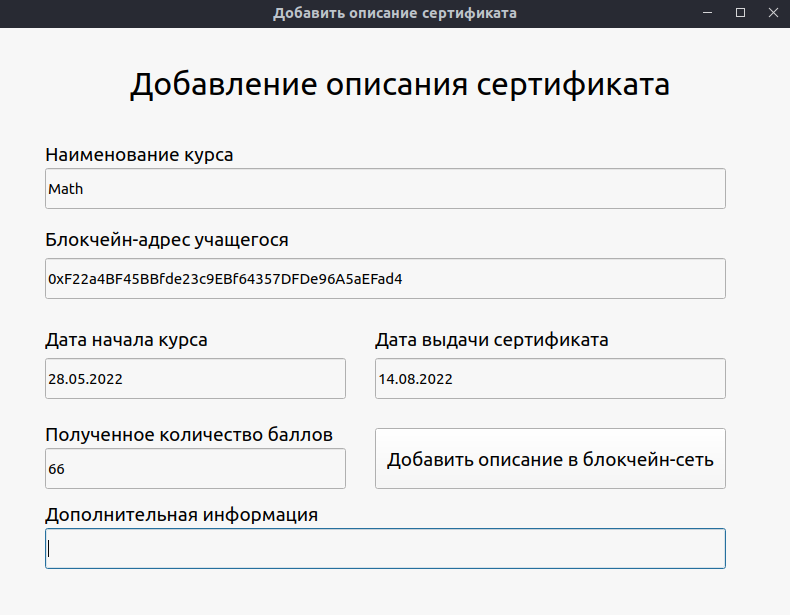 Добавить описание сертификата
Добавление описания сертификата
Наименование курса
Math
Блокчейн-адрес учащегося
0xF22a4BF45BBfde23c9EBf64357DFDe96A5aEFad4
Дата начала курса
Дата выдачи сертификата
28.05.2022
14.08.2022
Полученное количество баллов
66
Добавить описание в блокчейн-сеть
Дополнительная информация